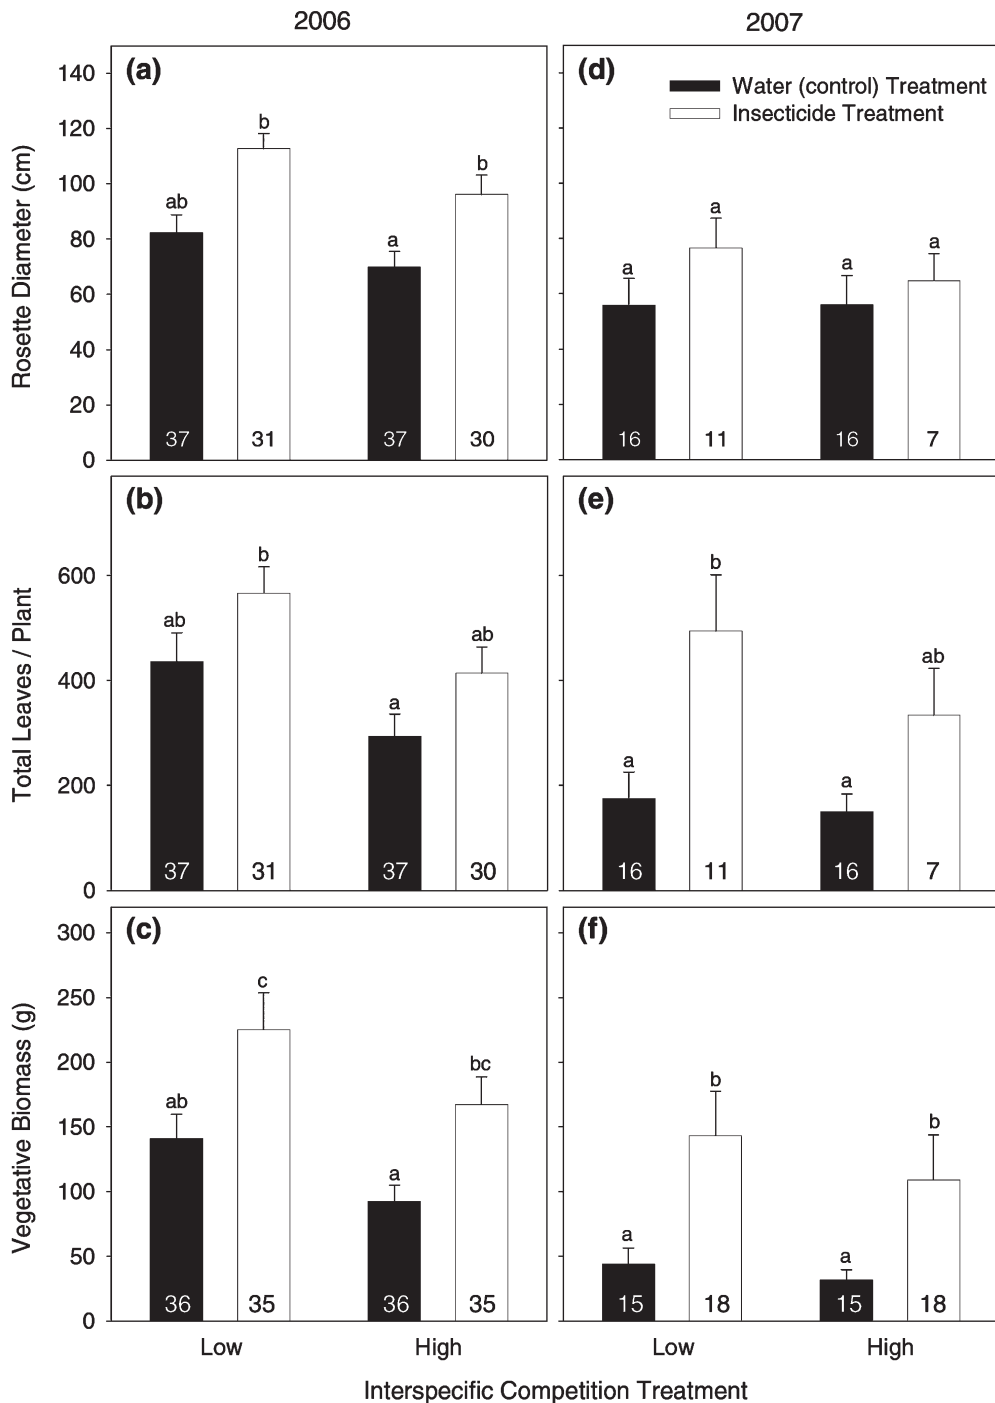 2006
2007
(a)
(d)
Water (control) Treatment
Insecticide Treatment
Rosette Diameter (cm)
140
120
100
80
60
40
20
0
ab
b
a
b
37
31
37
30
a
a
a
a
16
11
16
7
(b)
(e)
Total Leaves / Plant
600
400
200
0
ab
b
a
ab
37
31
37
30
a
b
a
ab
16
11
16
7
(c)
(f)
Vegetative Biomass (g)
300
250
200
150
100
50
0
ab
c
a
bc
36
35
36
35
a
b
a
b
15
18
15
18
Low
High
Low
High
Interspecific Competition Treatment